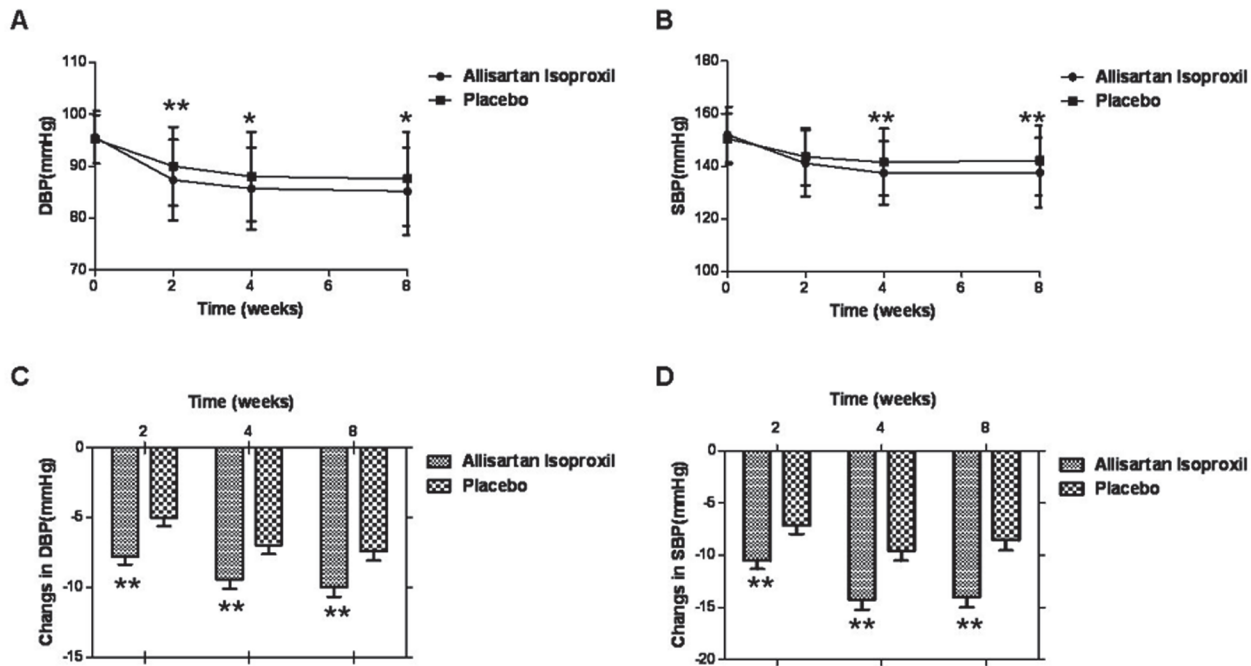 A
110
100
90
80
70
DBP(mmHg)
**
*
*
0
2
4
6
8
Time (weeks)
Allisartan Isoproxil
Placebo
B
180
160
140
120
100
SBP(mmHg)
**
**
0
2
4
6
8
Time (weeks)
Allisartan Isoproxil
Placebo
C
Time (weeks)
2
4
8
0
-5
-10
-15
Changs in DBP(mmHg)
**
**
**
Allisartan Isoproxil
Placebo
D
Time (weeks)
2
4
8
0
-5
-10
-15
-20
Changs in SBP(mmHg)
**
**
**
Allisartan Isoproxil
Placebo